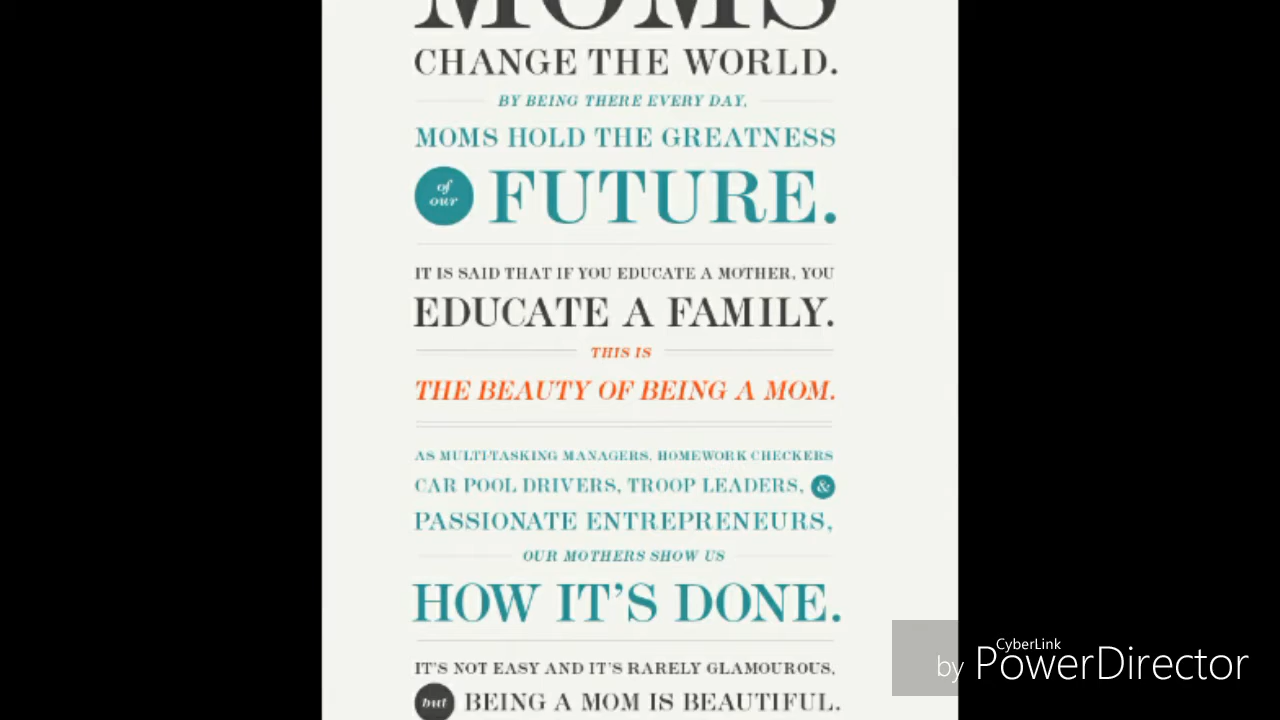 MOMS
CHANGE THE WORLD.
BY BEING THERE EVERY DAY,
MOMS HOLD THE GREATNESS
of our FUTURE.
IT IS SAID THAT IF YOU EDUCATE A MOTHER, YOU
EDUCATE A FAMILY.
THIS IS
THE BEAUTY OF BEING A MOM.
AS MULTI-TASKING MANAGERS, HOMEWORK CHECKERS
CAR POOL DRIVERS, TROOP LEADERS, &
PASSIONATE ENTREPRENEURS,
OUR MOTHERS SHOW US
HOW IT'S DONE.
IT'S NOT EASY AND IT'S RARELY GLAMOUROUS,
but BEING A MOM IS BEAUTIFUL.
by CyberLink PowerDirector